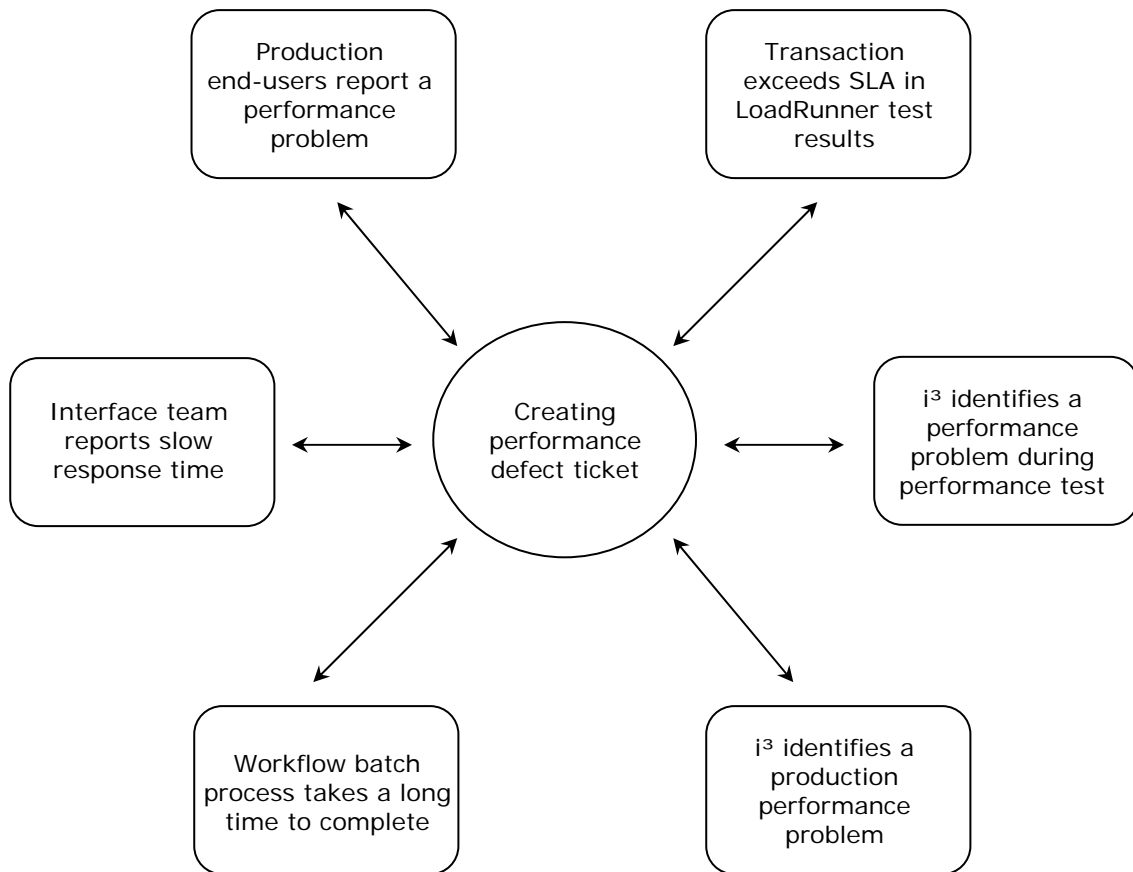 Production
end-users report a
performance
problem
Transaction
exceeds SLA in
LoadRunner test
results
Interface team
reports slow
response time
Creating
performance
defect ticket
i³ identifies a
performance
problem during
performance test
Workflow batch
process takes a long
time to complete
i³ identifies a
production
performance
problem